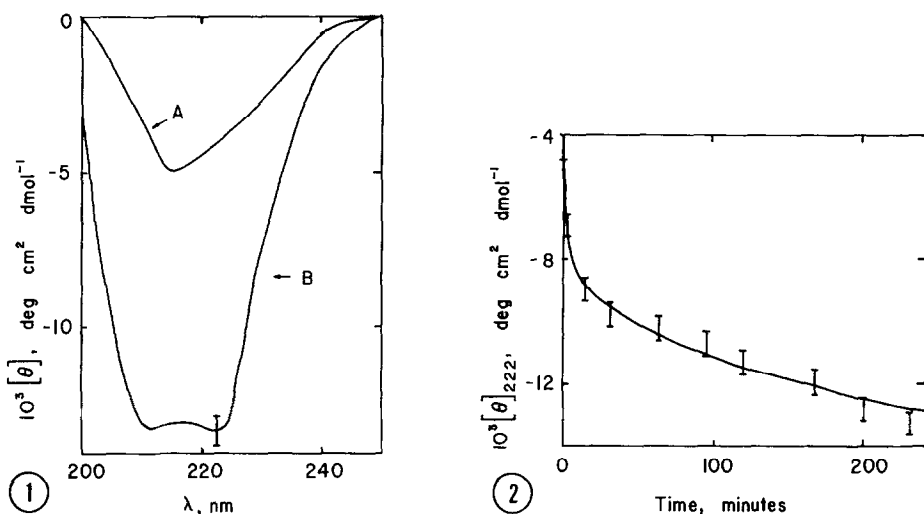 0
-5
-10
10³[θ], deg cm² dmol⁻¹
A
B
200
220
240
λ, nm
1
-4
-8
-12
10³[θ]₂₂₂, deg cm² dmol⁻¹
0
100
200
Time, minutes
2